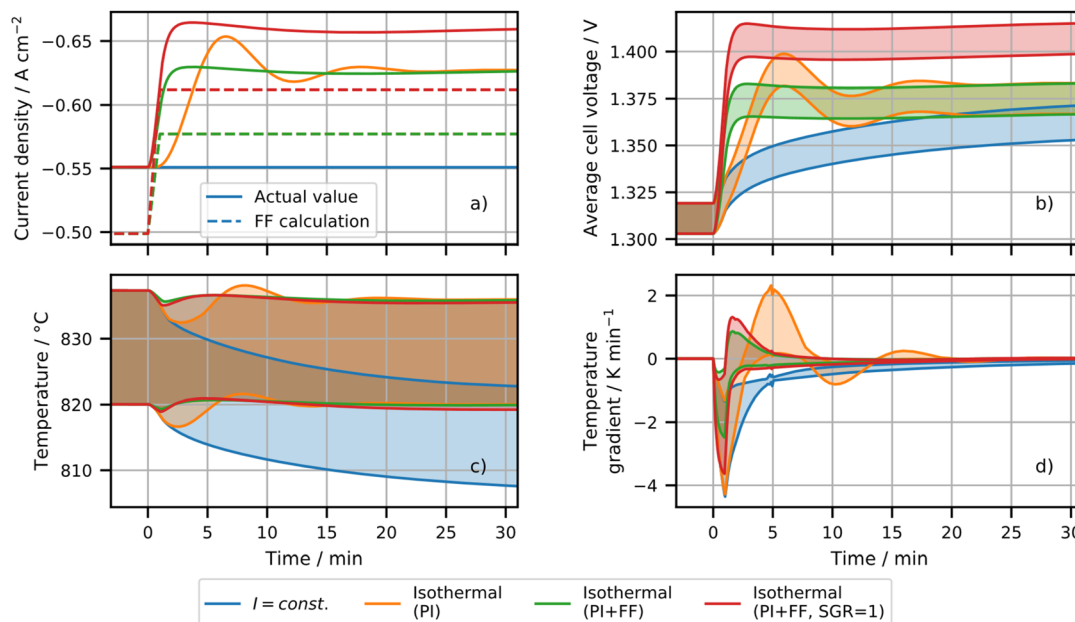 −0.65
−0.60
−0.55
−0.50
Current density / A cm⁻²
Actual value
FF calculation
a)
1.400
1.375
1.350
1.325
1.300
Average cell voltage / V
b)
830
820
810
Temperature / °C
c)
0
5
10
15
20
25
30
Time / min
2
0
−2
−4
Temperature
gradient / K min⁻¹
d)
0
5
10
15
20
25
30
Time / min
I = const.
Isothermal
(PI)
Isothermal
(PI+FF)
Isothermal
(PI+FF, SGR=1)